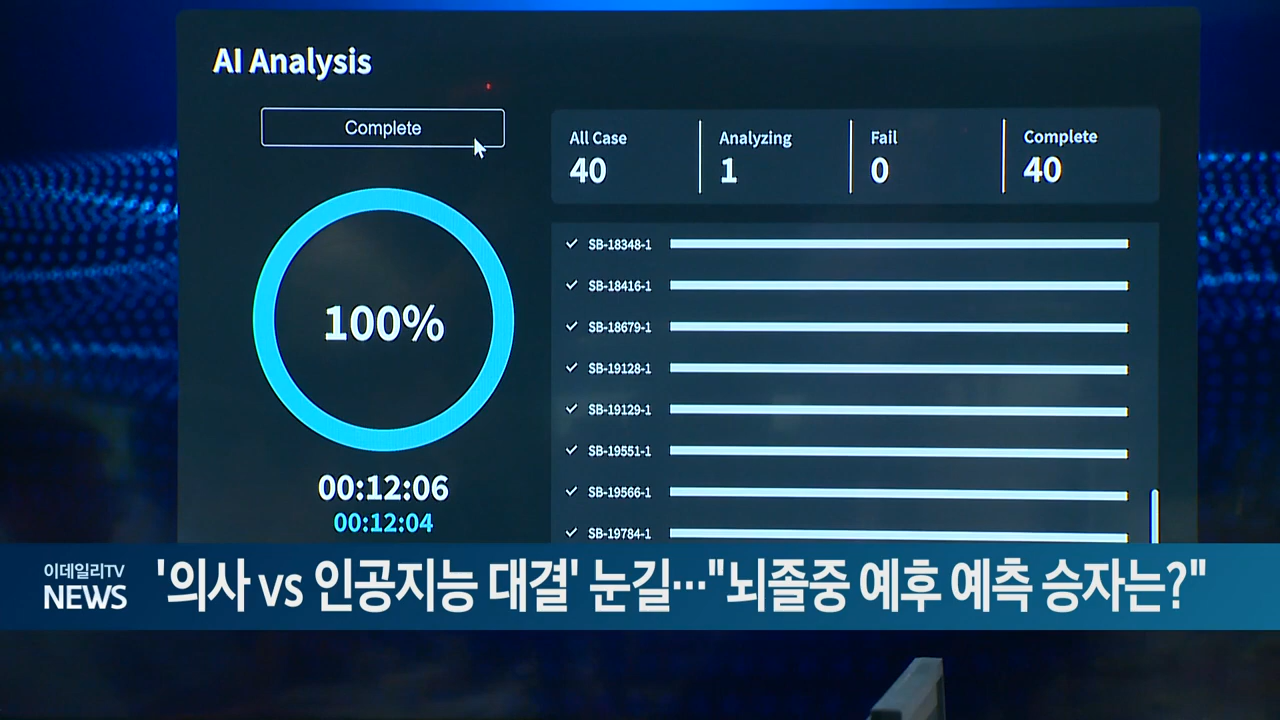 AI Analysis
Complete
All Case
40
Analyzing
1
Fail
0
Complete
40
100%
00:12:06
00:12:04
SB-18348-1
SB-18416-1
SB-18679-1
SB-19128-1
SB-19129-1
SB-19551-1
SB-19566-1
SB-19784-1
이데일리TV
NEWS
'의사 vs 인공지능 대결' 눈길…"뇌졸중 예후 예측 승자는?"